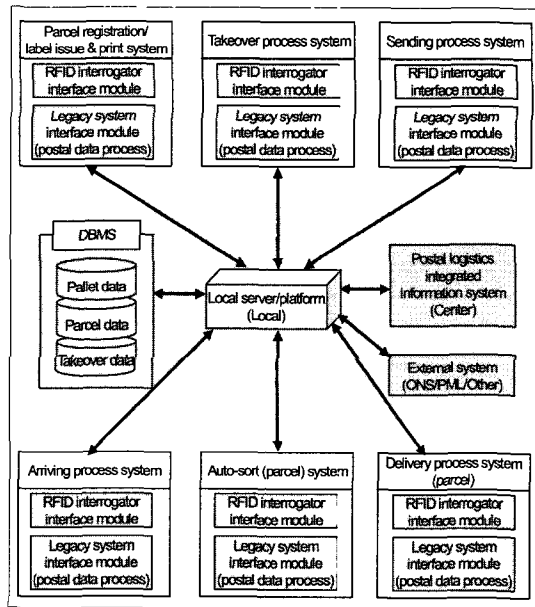 Parcel registration/
label issue & print system
RFID interrogator
interface module
Legacy system
interface module
(postal data process)
Takeover process system
RFID interrogator
interface module
Legacy system
interface module
(postal data process)
Sending process system
RFID interrogator
interface module
Legacy system
interface module
(postal data process)
DBMS
Pallet data
Parcel data
Takeover data
Local server/platform
(Local)
Postal logistics
integrated
information system
(Center)
External system
(ONS/PML/Other)
Arriving process system
RFID interrogator
interface module
Legacy system
interface module
(postal data process)
Auto-sort (parcel) system
RFID interrogator
interface module
Legacy system
interface module
(postal data process)
Delivery process system
(parcel)
RFID interrogator
interface module
Legacy system
interface module
(postal data process)